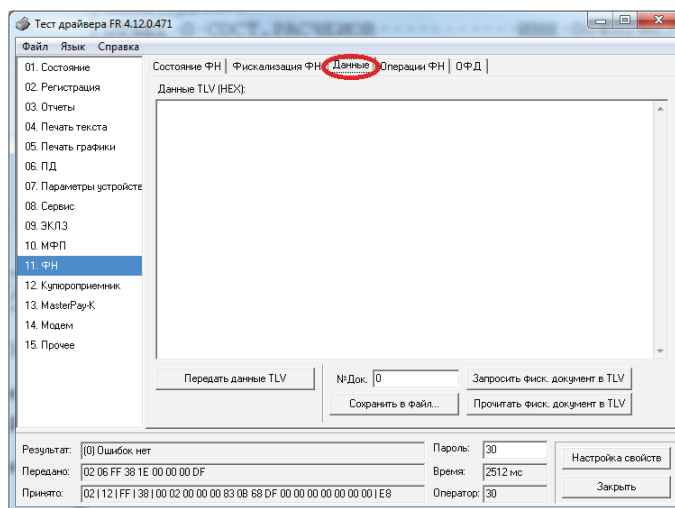 Тест драйвера FR 4.12.0.471
Файл Язык Справка
01. Состояние
02. Регистрация
03. Отчеты
04. Печать текста
05. Печать графики
06. ПД
07. Параметры устройств
08. Сервис
09. ЭКЛЗ
10. МФП
11. ФН
12. Купюроприемник
13. MasterPay-K
14. Модем
15. Прочее
Состояние ФН Фискализация ФН Данные Операции ФН ОФД
Данные TLV (HEX):
Передать данные TLV
№Док. 0
Запросить фиск. документ в TLV
Сохранить в файл...
Прочитать фиск. документ в TLV
Результат: (0) Ошибок нет
Пароль: 30
Настройка свойств
Передано: 02 06 FF 38 1E 00 00 00 DF
Время: 2512 мс
Принято: 02 | 12 | FF | 38 | 00 02 00 00 00 83 0B 68 DF 00 00 00 00 00 00 00 | E8
Оператор: 30
Закрыть